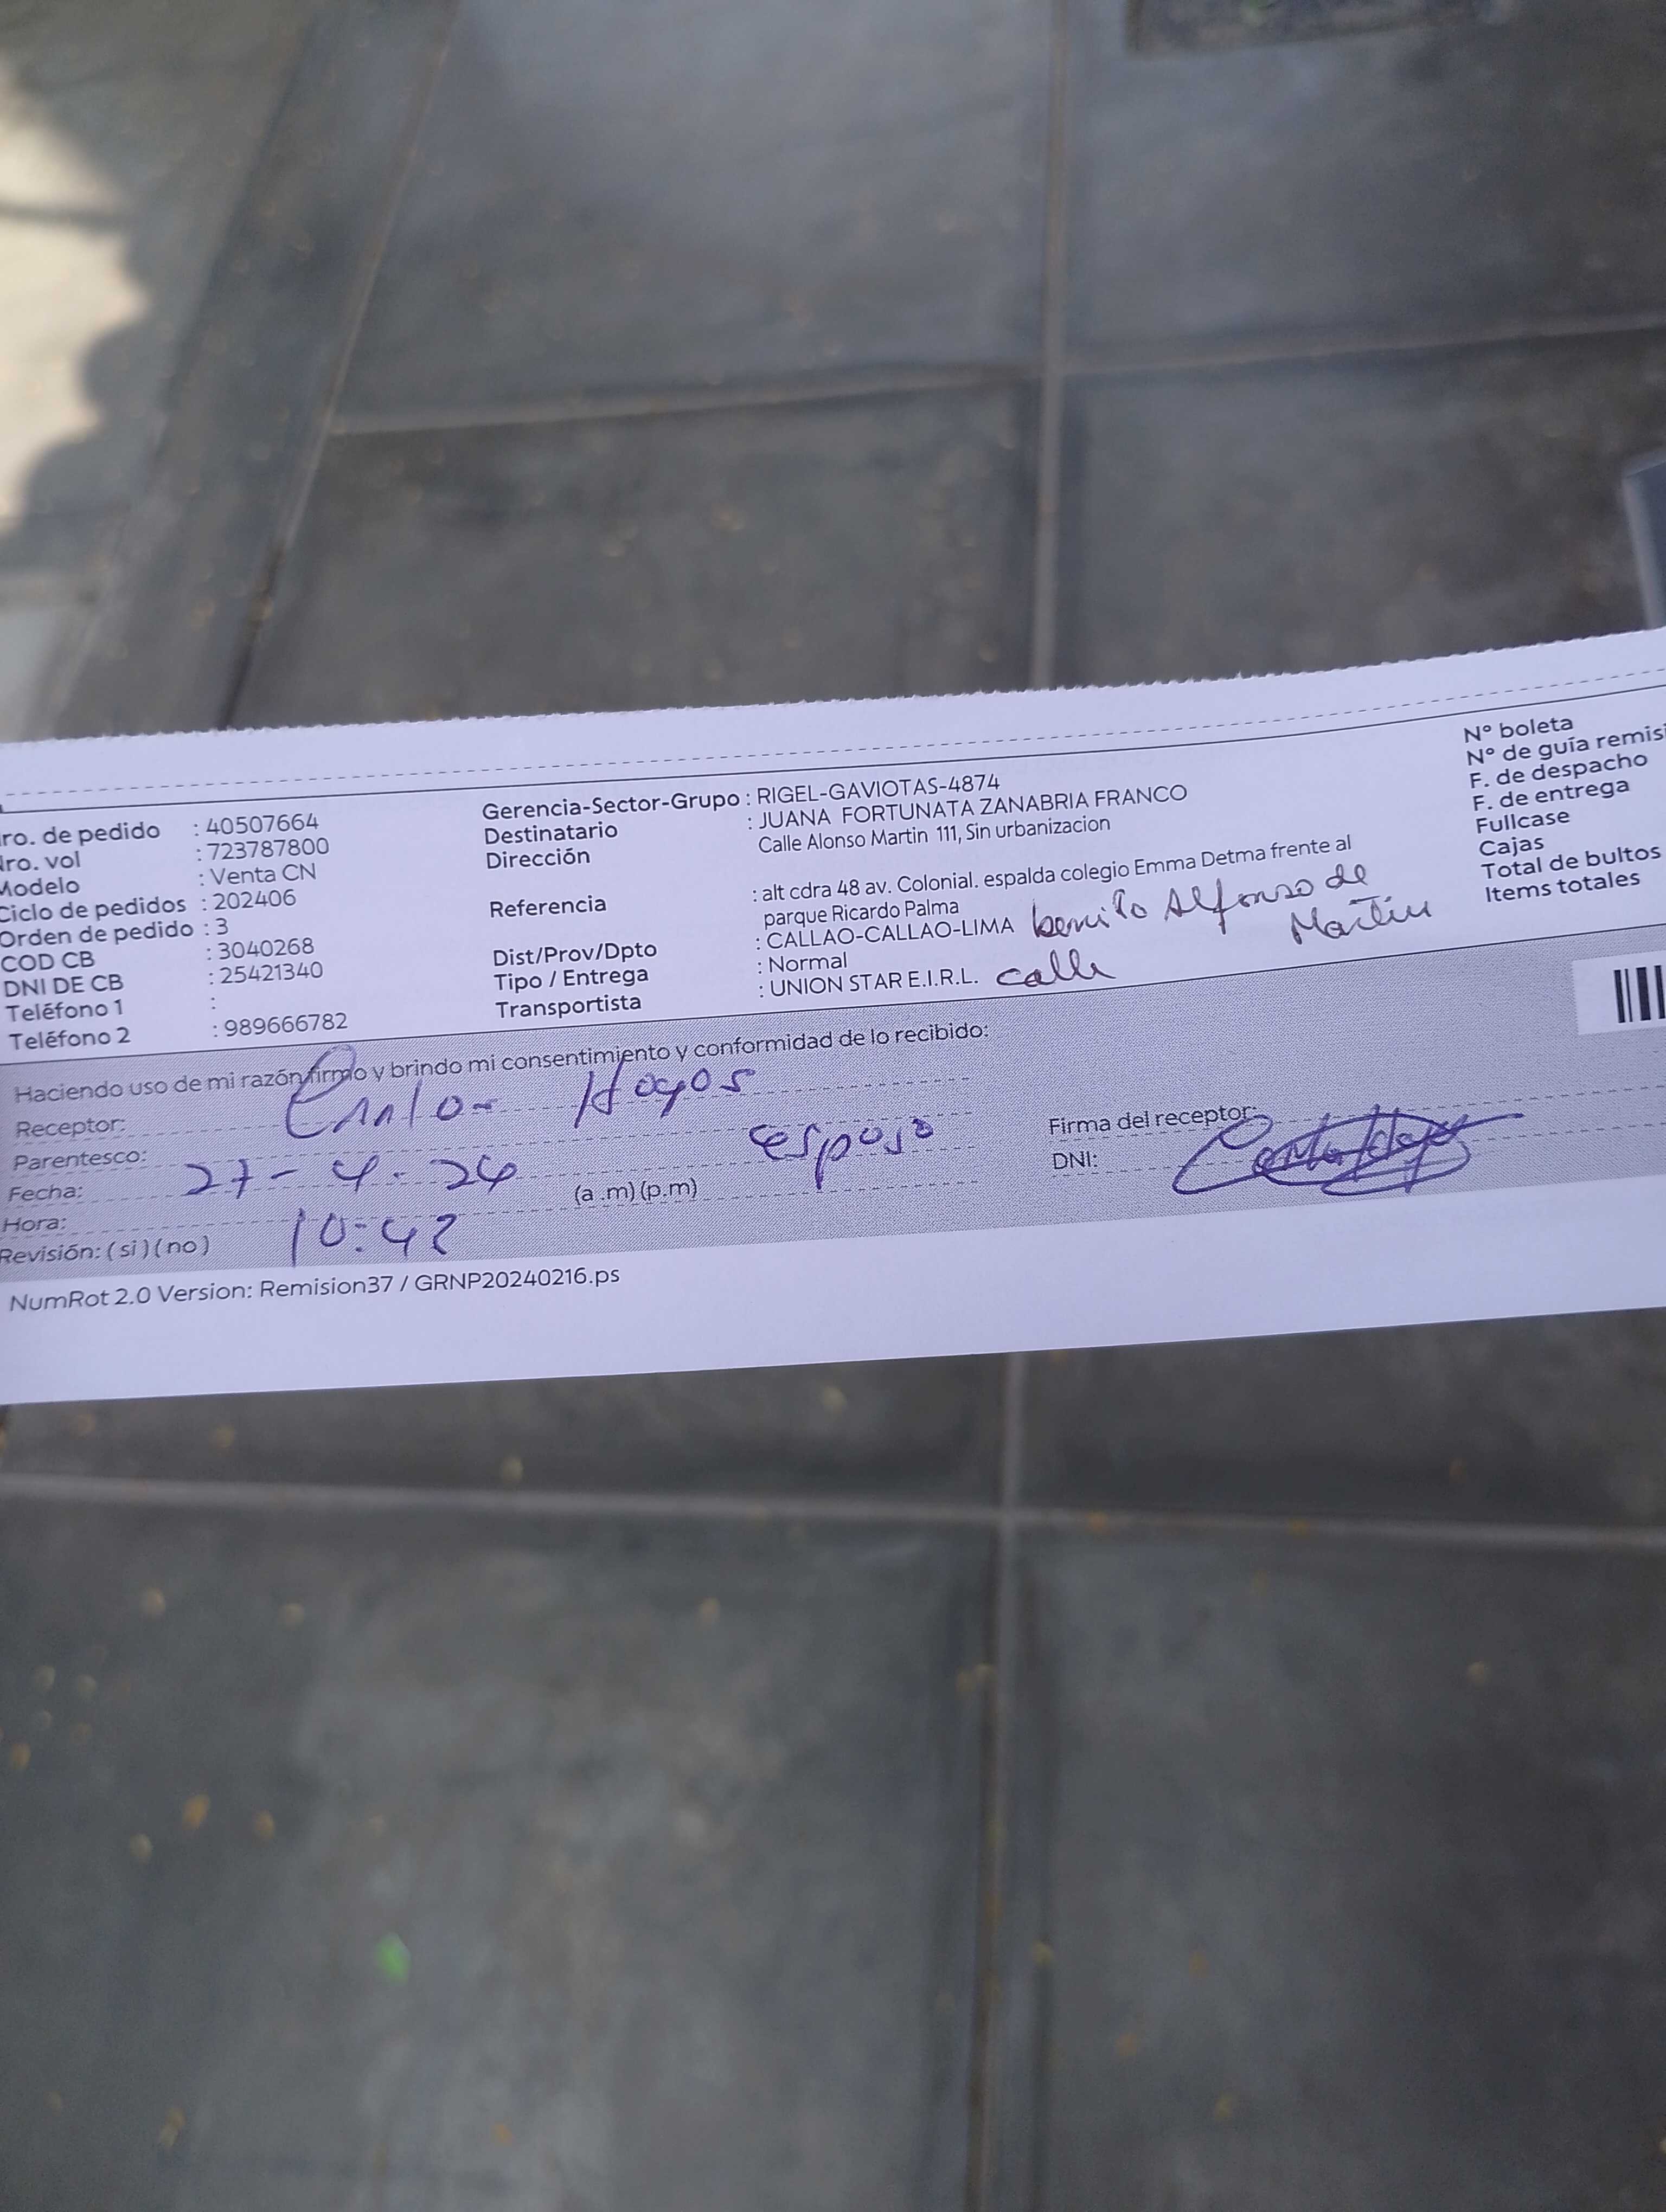 ro. de pedido : 40507664
Nro. vol : 723787800
Modelo : Venta CN
Ciclo de pedidos : 202406
Orden de pedido : 3
COD CB : 3040268
DNI DE CB : 25421340
Teléfono 1 :
Teléfono 2 : 989666782
Gerencia-Sector-Grupo : RIGEL-GAVIOTAS-4874
Destinatario : JUANA FORTUNATA ZANABRIA FRANCO
Dirección Calle Alonso Martin 111, Sin urbanizacion
Referencia : alt cdra 48 av. Colonial. espalda colegio Emma Detma frente al
parque Ricardo Palma
Dist/Prov/Dpto : CALLAO-CALLAO-LIMA
Tipo / Entrega : Normal
Transportista : UNION STAR E.I.R.L.
Alfonso de
Martin
calle
N° boleta
N° de guía remisi
F. de despacho
F. de entrega
Fullcase
Cajas
Total de bultos
Items totales
Haciendo uso de mi razón firmo y brindo mi consentimiento y conformidad de lo recibido:
Receptor: Carlos Hoyos
Parentesco: esposo
Fecha: 27-4-24
Hora: 10:42 (a .m) (p.m)
Revisión: ( si ) ( no )
Firma del receptor:
DNI:
NumRot 2.0 Version: Remision37 / GRNP20240216.ps